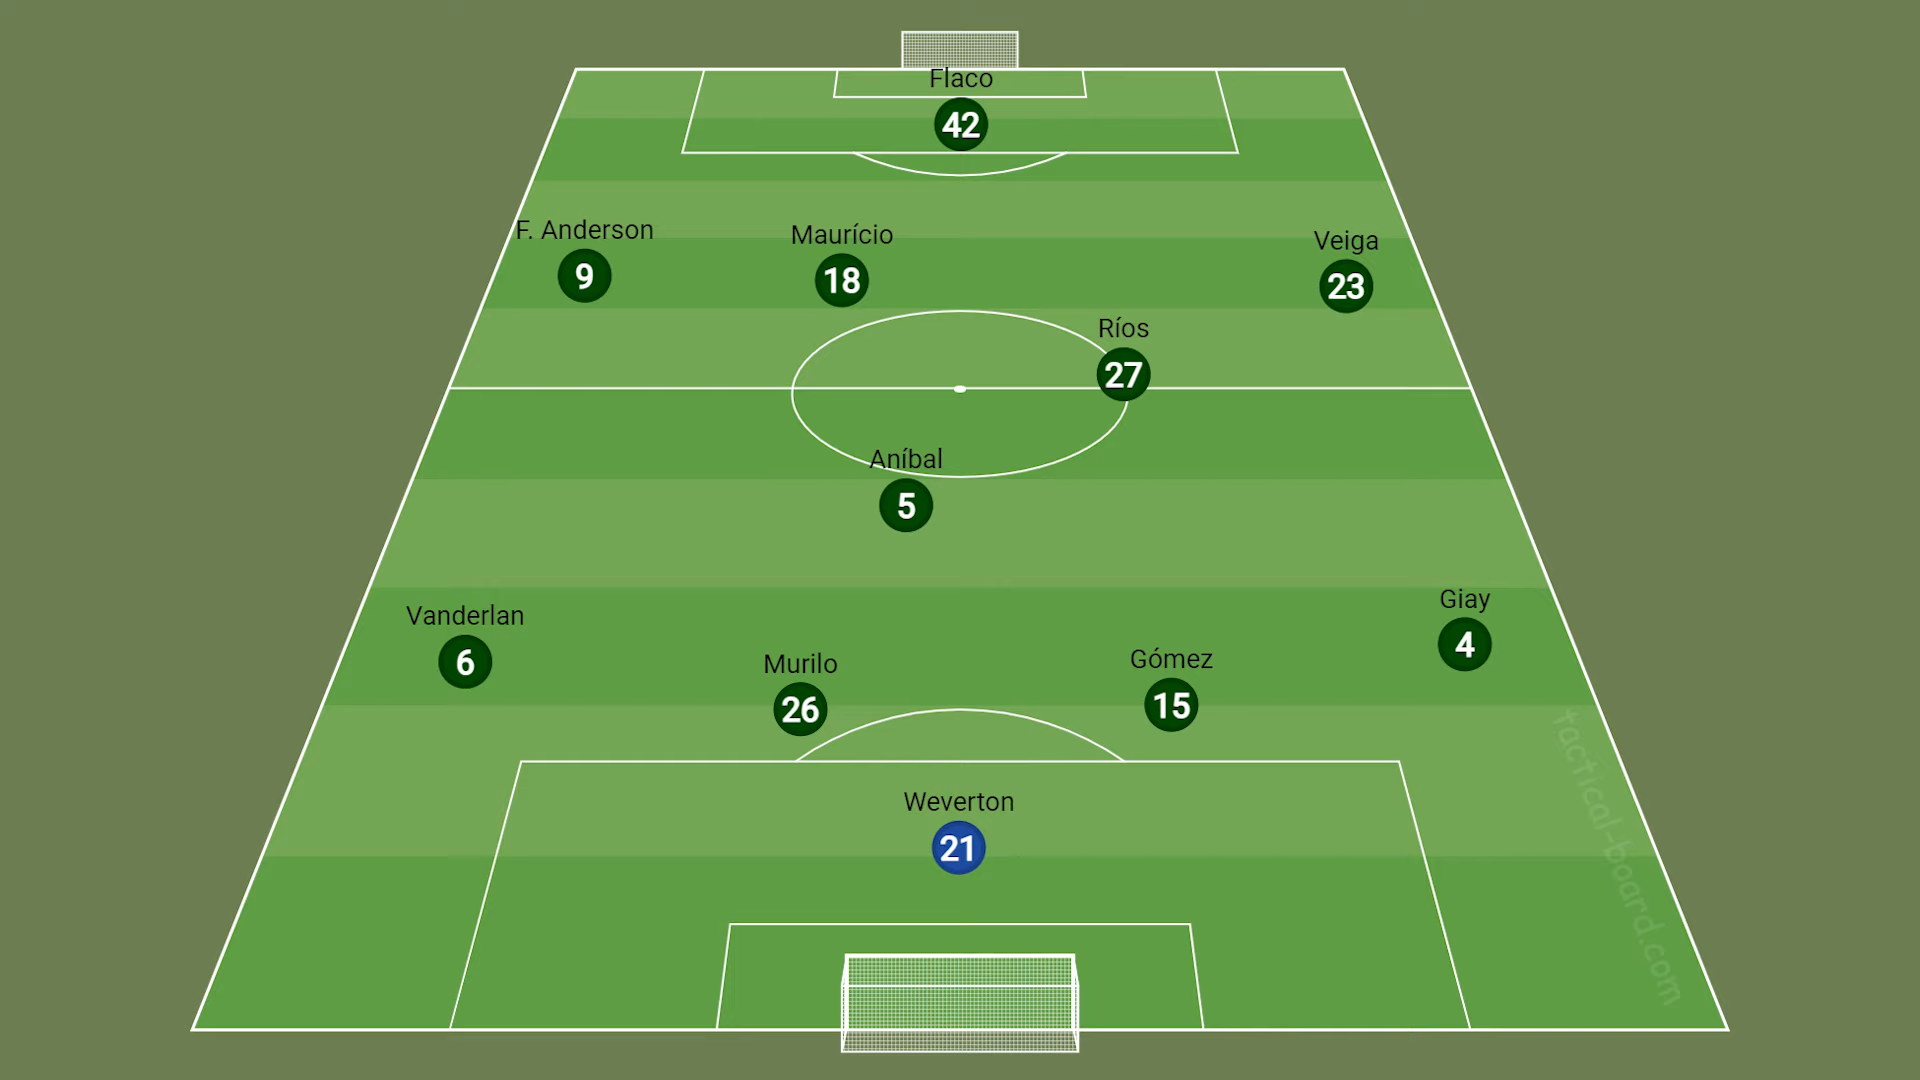 Flaco
42
F. Anderson
9
Maurício
18
Veiga
23
Ríos
27
Aníbal
5
Vanderlan
6
Murilo
26
Gómez
15
Giay
4
Weverton
21
tactical-board.com